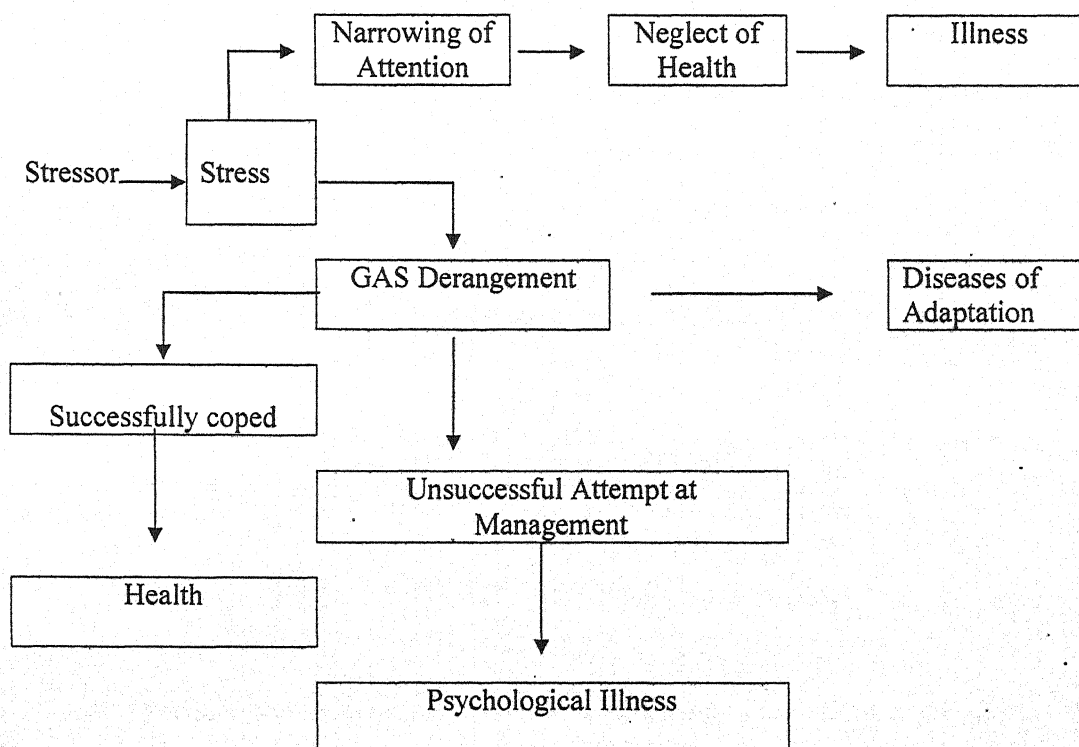 Narrowing of
Attention
Neglect of
Health
Illness
Stressor
Stress
GAS Derangement
Diseases of
Adaptation
Successfully coped
Unsuccessful Attempt at
Management
Health
Psychological Illness